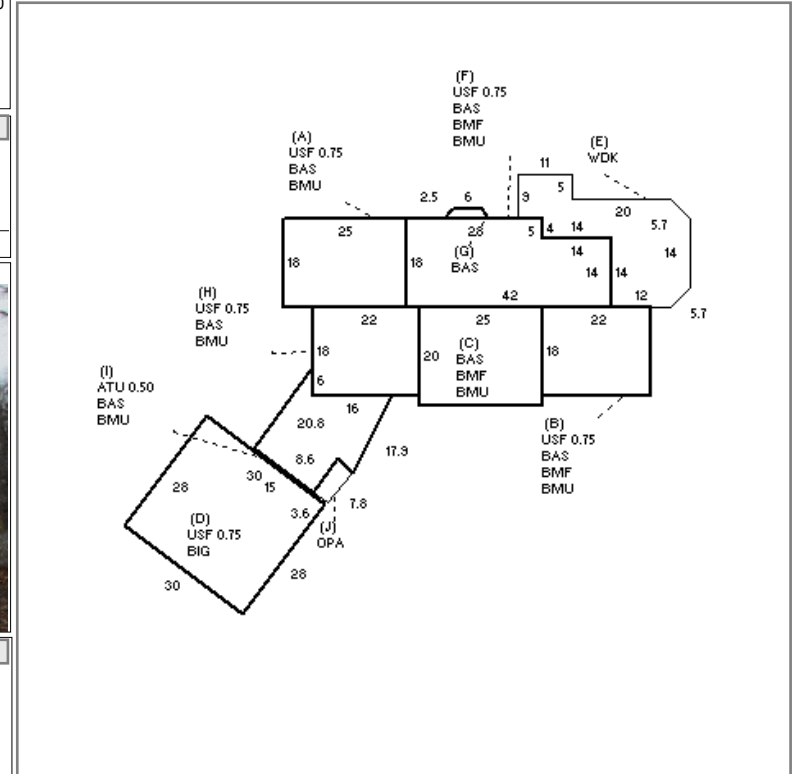 (F)
USF 0.75
BAS
BMF
BMU
(A)
USF 0.75
BAS
BMU
(E)
WDK
11
5
9
2.5 6
20
5.7
25
28
5 4 14
14
14
14 14
18
18
(G)
BAS
42
12
5.7
(H)
USF 0.75
BAS
BMU
22
25
22
18
20
18
(C)
BAS
BMF
BMU
6
16
(I)
ATU 0.50
BAS
BMU
20.8
17.9
8.6
(B)
USF 0.75
BAS
BMF
BMU
30
15
28
7.8
3.6
(D)
USF 0.75
BIG
(J)
OPA
28
30